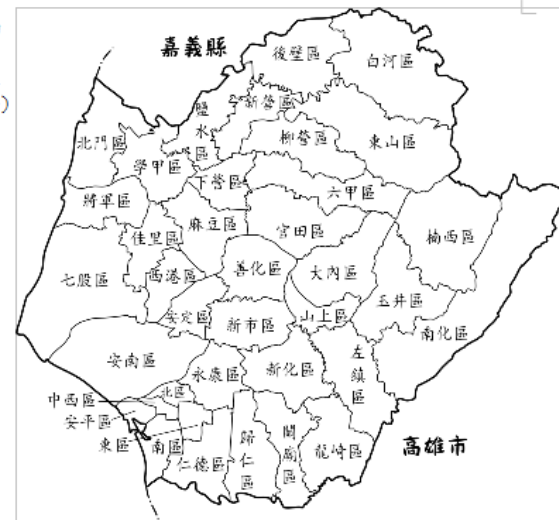 )
嘉義縣
後壁區
白河區
鹽水區
新營區
柳營區
東山區
北門區
學甲區
下營區
六甲區
將軍區
佳里區
麻豆區
官田區
楠西區
七股區
西港區
善化區
大內區
玉井區
安定區
新市區
山上區
南化區
安南區
永康區
新化區
左鎮區
北區
中西區
安平區
東區
南區
仁德區
歸仁區
關廟區
龍崎區
高雄市